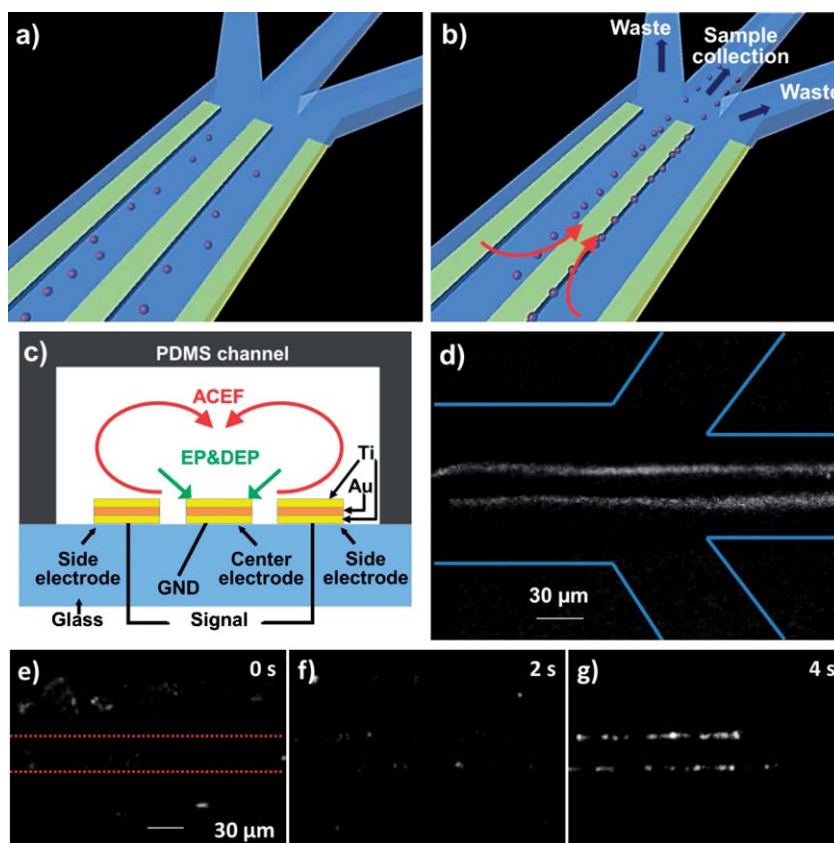 a)
b)
Waste
Sample
collection
Waste
c)
PDMS channel
ACEF
EP&DEP
Ti
Au
Side
electrode
Center
electrode
Side
electrode
GND
Glass
Signal
d)
30 µm
e)
0 s
30 µm
f)
2 s
g)
4 s